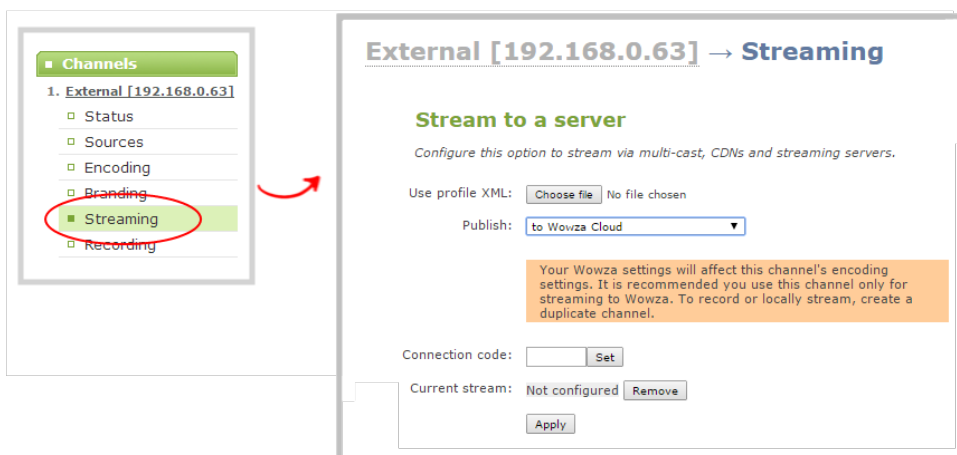 Channels
1. External [192.168.0.63]
Status
Sources
Encoding
Branding
Streaming
Recording
External [192.168.0.63] → Streaming
Stream to a server
Configure this option to stream via multi-cast, CDNs and streaming servers.
Use profile XML: Choose file No file chosen
Publish: to Wowza Cloud
Your Wowza settings will affect this channel's encoding
settings. It is recommended you use this channel only for
streaming to Wowza. To record or locally stream, create a
duplicate channel.
Connection code: Set
Current stream: Not configured Remove
Apply